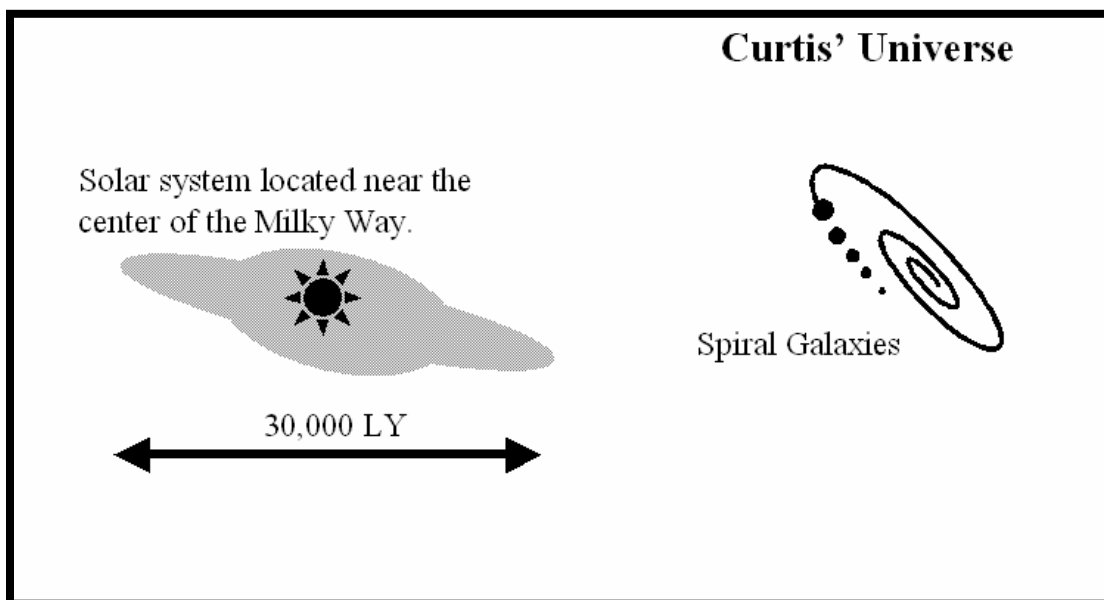 Curtis’ Universe
Solar system located near the
center of the Milky Way.
Spiral Galaxies
30,000 LY